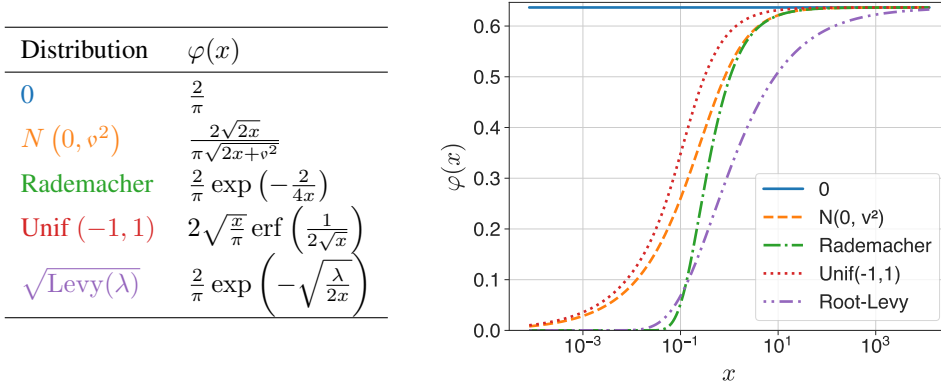 Distribution φ(x)
0 2/π
N (0, 𝔳²) 2√2x / π√2x+𝔳²
Rademacher 2/π exp (−2/4x)
Unif (−1, 1) 2√x/π erf (1/2√x)
√Levy(λ) 2/π exp (−√λ/2x)
0.6
0.5
0.4
0.3
0.2
0.1
0.0
φ(x)
0
N(0, v²)
Rademacher
Unif(-1,1)
Root-Levy
10⁻³ 10⁻¹ 10¹ 10³
x